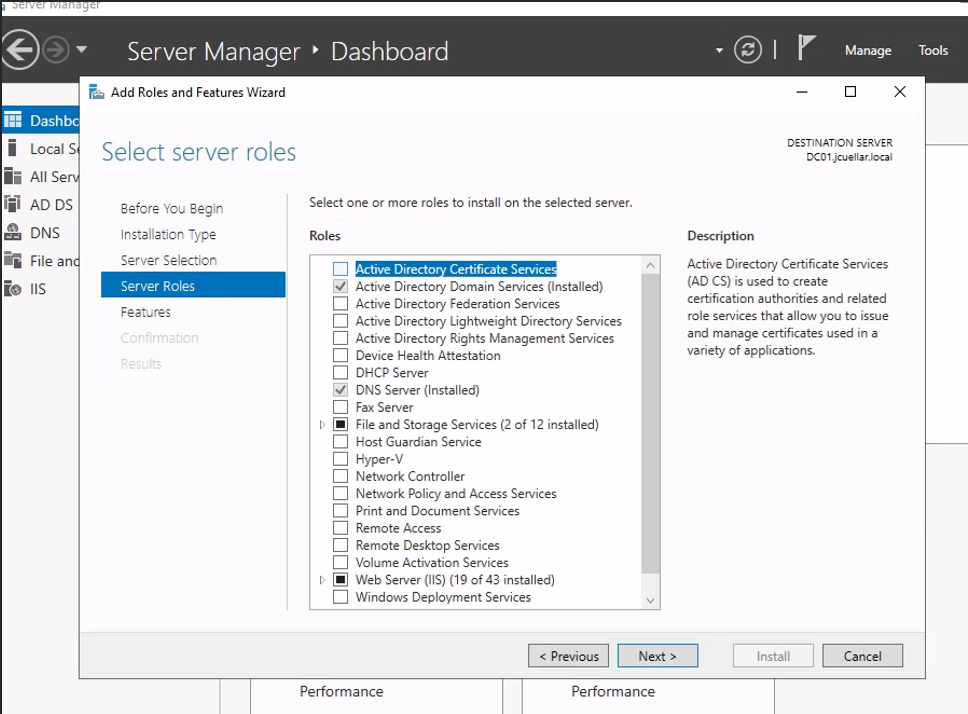 Server Manager
Server Manager ‣ Dashboard
Manage
Tools
Add Roles and Features Wizard
Dashbc
Local Se
All Serv
AD DS
DNS
File and
IIS
Select server roles
DESTINATION SERVER
DC01.jcuellar.local
Before You Begin
Installation Type
Server Selection
Server Roles
Features
Confirmation
Results
Select one or more roles to install on the selected server.
Roles
Active Directory Certificate Services
Active Directory Domain Services (Installed)
Active Directory Federation Services
Active Directory Lightweight Directory Services
Active Directory Rights Management Services
Device Health Attestation
DHCP Server
DNS Server (Installed)
Fax Server
File and Storage Services (2 of 12 installed)
Host Guardian Service
Hyper-V
Network Controller
Network Policy and Access Services
Print and Document Services
Remote Access
Remote Desktop Services
Volume Activation Services
Web Server (IIS) (19 of 43 installed)
Windows Deployment Services
Description
Active Directory Certificate Services
(AD CS) is used to create
certification authorities and related
role services that allow you to issue
and manage certificates used in a
variety of applications.
< Previous
Next >
Install
Cancel
Performance
Performance